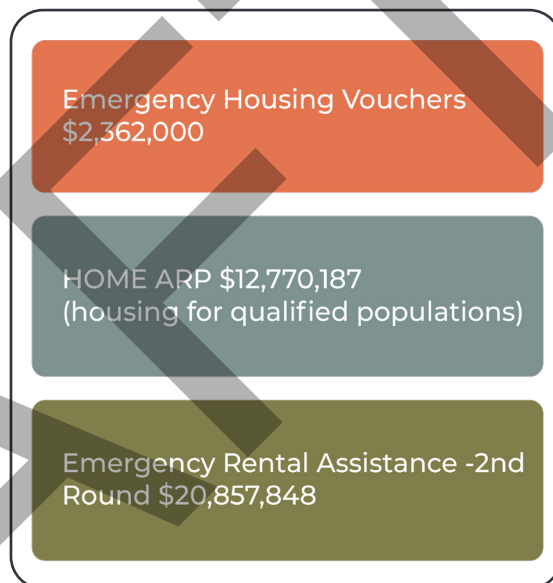 Emergency Housing Vouchers
$2,362,000
HOME ARP $12,770,187
(housing for qualified populations)
Emergency Rental Assistance -2nd
Round $20,857,848